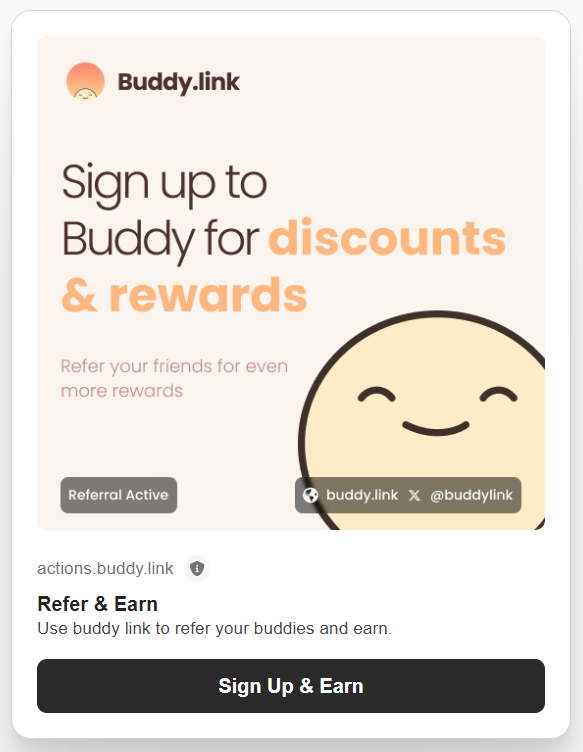 Buddy.link
Sign up to
Buddy for discounts
& rewards
Refer your friends for even
more rewards
Referral Active
buddy.link X @buddylink
actions.buddy.link
Refer & Earn
Use buddy link to refer your buddies and earn.
Sign Up & Earn